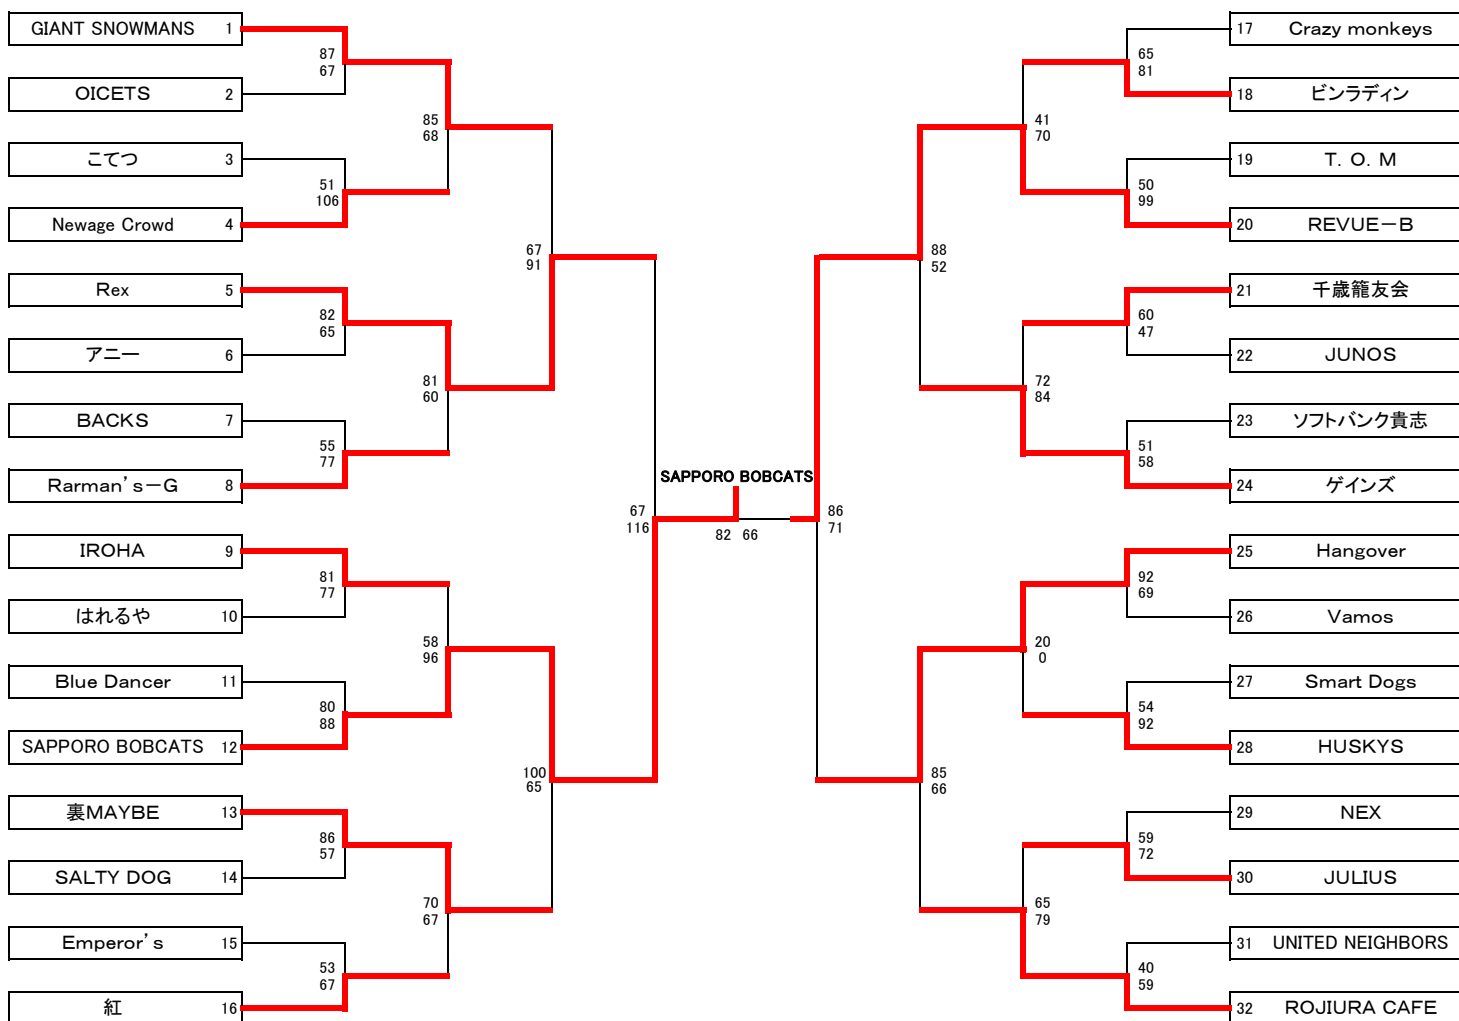 GIANT SNOWMANS 1
87
67
OICETS 2
85
68
こてつ 3
51
106
Newage Crowd 4
67
91
Rex 5
82
65
アニー 6
81
60
BACKS 7
55
77
Rarman's－G 8
67
116
IROHA 9
81
77
はれるや 10
58
96
Blue Dancer 11
80
88
SAPPORO BOBCATS 12
100
65
裏MAYBE 13
86
57
SALTY DOG 14
70
67
Emperor's 15
53
67
紅 16
SAPPORO BOBCATS
82 66
17 Crazy monkeys
65
81
18 ビンラディン
41
70
19 T. O. M
50
99
20 REVUE－B
88
52
21 千歳籠友会
60
47
22 JUNOS
72
84
23 ソフトバンク貴志
51
58
24 ゲインズ
86
71
25 Hangover
92
69
26 Vamos
20
0
27 Smart Dogs
54
92
28 HUSKYS
85
66
29 NEX
59
72
30 JULIUS
65
79
31 UNITED NEIGHBORS
40
59
32 ROJIURA CAFE